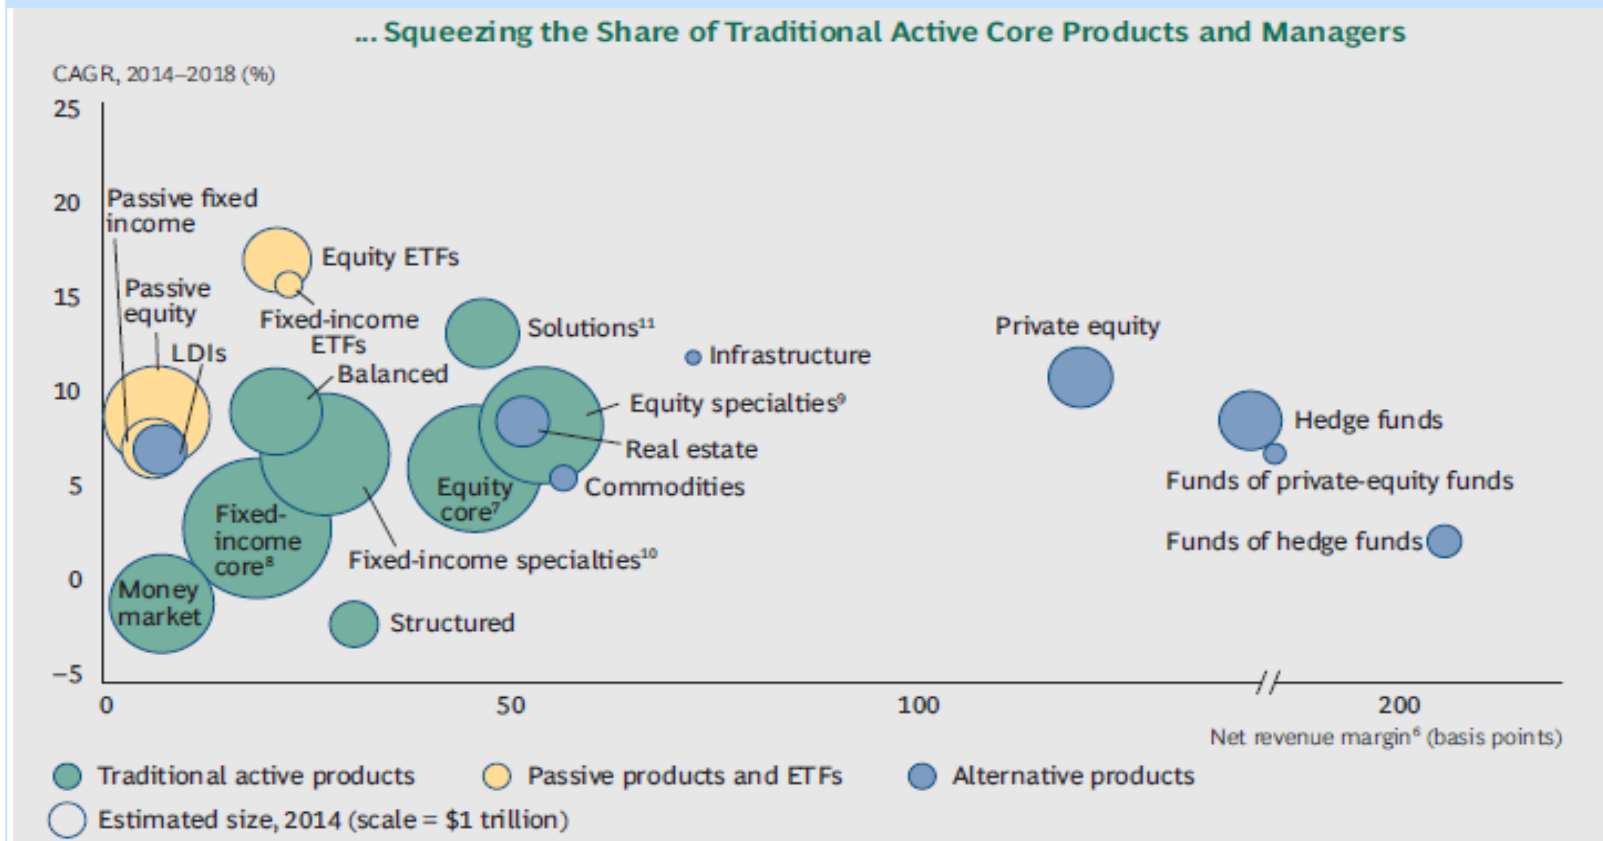 ... Squeezing the Share of Traditional Active Core Products and Managers
CAGR, 2014–2018 (%)
25
20
15
10
5
0
–5
Passive fixed
income
Passive
equity
LDIs
Equity ETFs
Fixed-income
ETFs
Balanced
Solutions¹¹
Infrastructure
Equity specialties⁹
Real estate
Commodities
Equity
core⁷
Fixed-
income
core⁸
Fixed-income specialties¹⁰
Money
market
Structured
Private equity
Hedge funds
Funds of private-equity funds
Funds of hedge funds
0
50
100
200
Net revenue margin⁶ (basis points)
Traditional active products
Passive products and ETFs
Alternative products
Estimated size, 2014 (scale = $1 trillion)